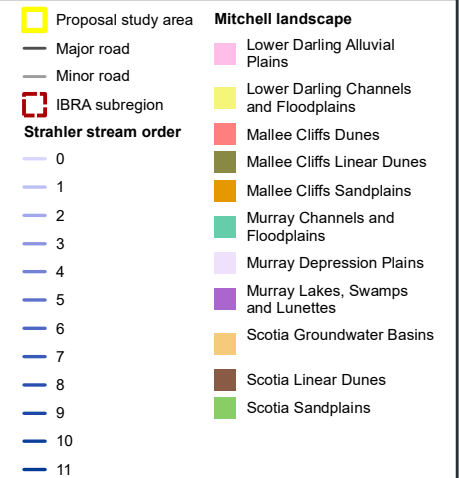 Proposal study area
Major road
Minor road
IBRA subregion
Strahler stream order
0
1
2
3
4
5
6
7
8
9
10
11
Mitchell landscape
Lower Darling Alluvial
Plains
Lower Darling Channels
and Floodplains
Mallee Cliffs Dunes
Mallee Cliffs Linear Dunes
Mallee Cliffs Sandplains
Murray Channels and
Floodplains
Murray Depression Plains
Murray Lakes, Swamps
and Lunettes
Scotia Groundwater Basins
Scotia Linear Dunes
Scotia Sandplains